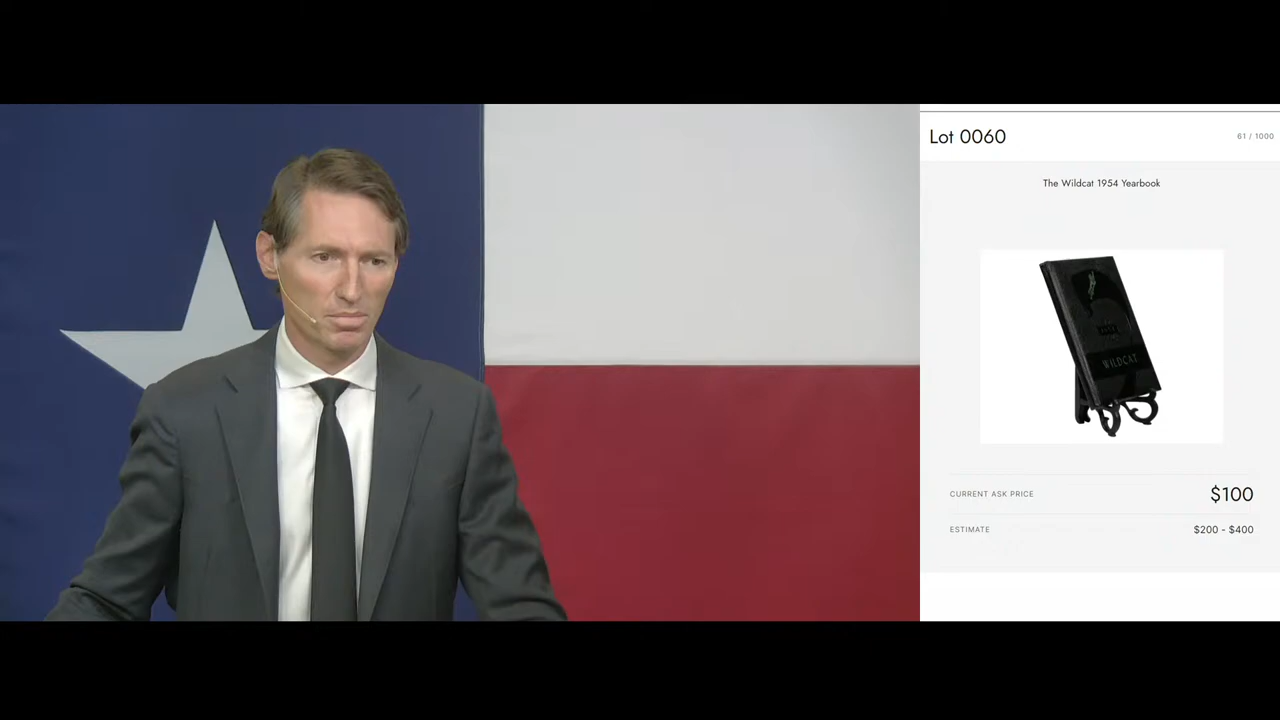 Lot 0060
61 / 1000
The Wildcat 1954 Yearbook
WILDCAT
CURRENT ASK PRICE
$100
ESTIMATE
$200 - $400